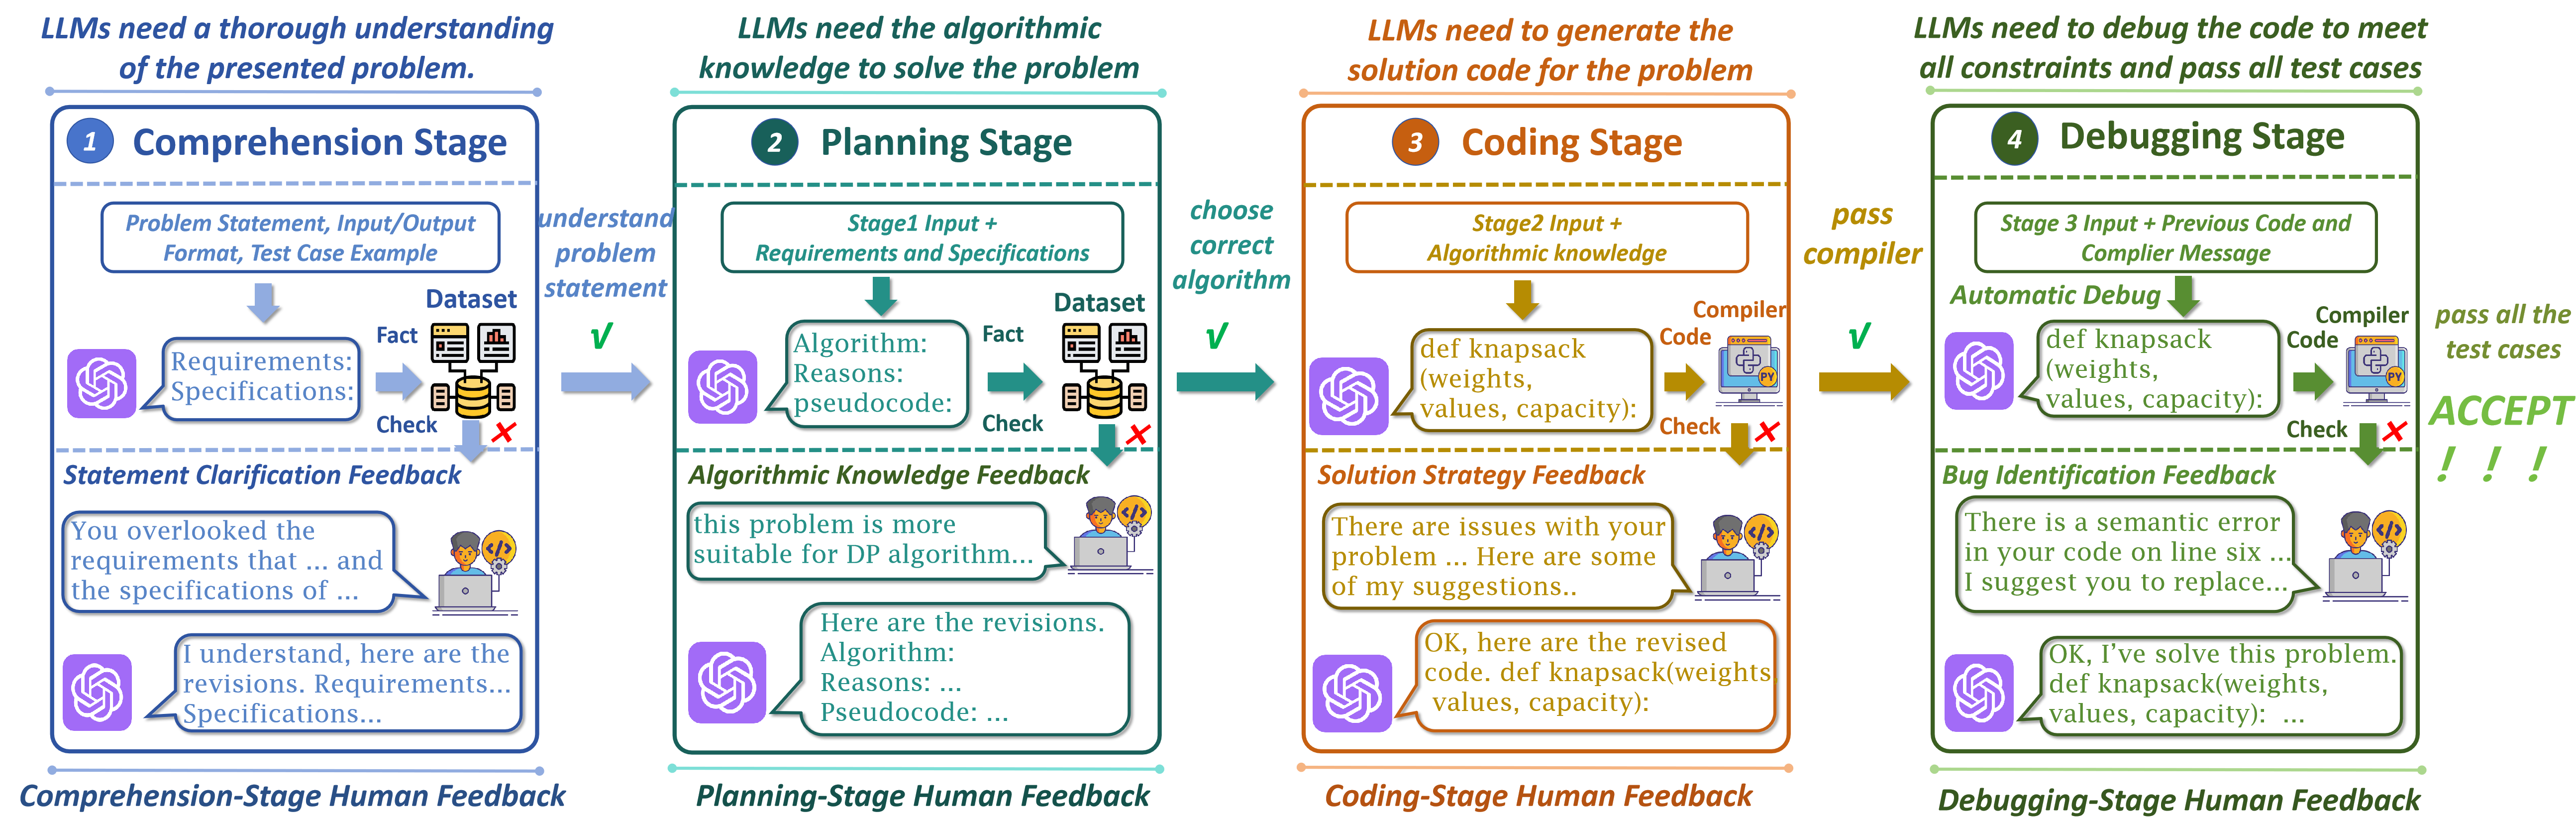 LLMs need a thorough understanding
of the presented problem.
1 Comprehension Stage
Problem Statement, Input/Output
Format, Test Case Example
Dataset
Fact
Requirements:
Specifications:
Check
Statement Clarification Feedback
You overlooked the
requirements that ... and
the specifications of ...
I understand, here are the
revisions. Requirements...
Specifications...
Comprehension-Stage Human Feedback
understand
problem
statement
√
LLMs need the algorithmic
knowledge to solve the problem
2 Planning Stage
Stage1 Input +
Requirements and Specifications
Dataset
Fact
Algorithm:
Reasons:
pseudocode:
Check
Algorithmic Knowledge Feedback
this problem is more
suitable for DP algorithm...
</>
Here are the revisions.
Algorithm:
Reasons: ...
Pseudocode: ...
Planning-Stage Human Feedback
choose
correct
algorithm
√
LLMs need to generate the
solution code for the problem
3 Coding Stage
Stage2 Input +
Algorithmic knowledge
Compiler
Code
def knapsack
(weights,
values, capacity):
PY
Check
Solution Strategy Feedback
There are issues with your
problem ... Here are some
of my suggestions..
</>
OK, here are the revised
code. def knapsack(weights
values, capacity):
Coding-Stage Human Feedback
pass
compiler
√
LLMs need to debug the code to meet
all constraints and pass all test cases
4 Debugging Stage
Stage 3 Input + Previous Code and
Complier Message
Automatic Debug
Compiler
Code
def knapsack
(weights,
values, capacity):
PY
Check
Bug Identification Feedback
There is a semantic error
in your code on line six ...
I suggest you to replace...
</>
OK, I've solve this problem.
def knapsack(weights,
values, capacity): ...
Debugging-Stage Human Feedback
pass all the
test cases
ACCEPT
! ! !